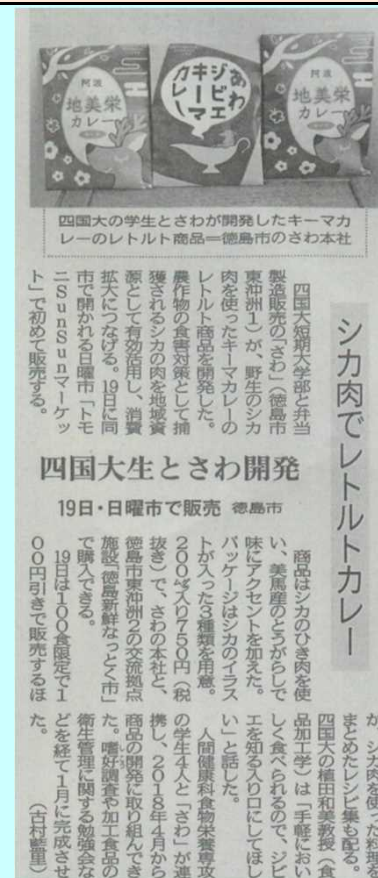 阿波
地美栄
カレー
あわ
ジビエ
キーマ
カレー
阿波
地美栄
カレー
四国大の学生とさわが開発したキーマカ
レーのレトルト商品=徳島市のさわ本社
シカ肉でレトルトカレー
四国大生とさわ開発
19日・日曜市で販売 徳島市
四国大短期大学部と弁当
製造販売の「さわ」(徳島市
東沖洲1)が、野生のシカ
肉を使ったキーマカレーの
レトルト商品を開発した。
農作物の食害対策として捕
獲されるシカの肉を地域資
源として有効活用し、消費
拡大につなげる。19日に同
市で開かれる日曜市「トモ
ニSunSunマーケッ
ト」で初めて販売する。
商品はシカのひき肉を使
い、美馬産のとうがらしで
味にアクセントを加えた。
パッケージはシカのイラス
トが入った3種類を用意。
200㌘入り750円(税
抜き)で、さわの本社と、
徳島市東沖洲2の交流拠点
施設「徳島新鮮なっとく市」
で購入できる。
19日は100食限定で1
00円引きで販売するほ
か、シカ肉を使った料理を
まとめたレシピ集も配る。
四国大の植田和美教授(食
品加工学)は「手軽においしく
食べられるので、ジビ
エを知る入り口にしてほし
い」と話した。
人間健康科食物栄養専攻
の学生4人と「さわ」が連
携し、2018年4月から
商品の開発に取り組んでき
た。嗜好調査や加工食品の
衛生管理に関する勉強会な
どを経て1月に完成させ
た。 (古村藍里)